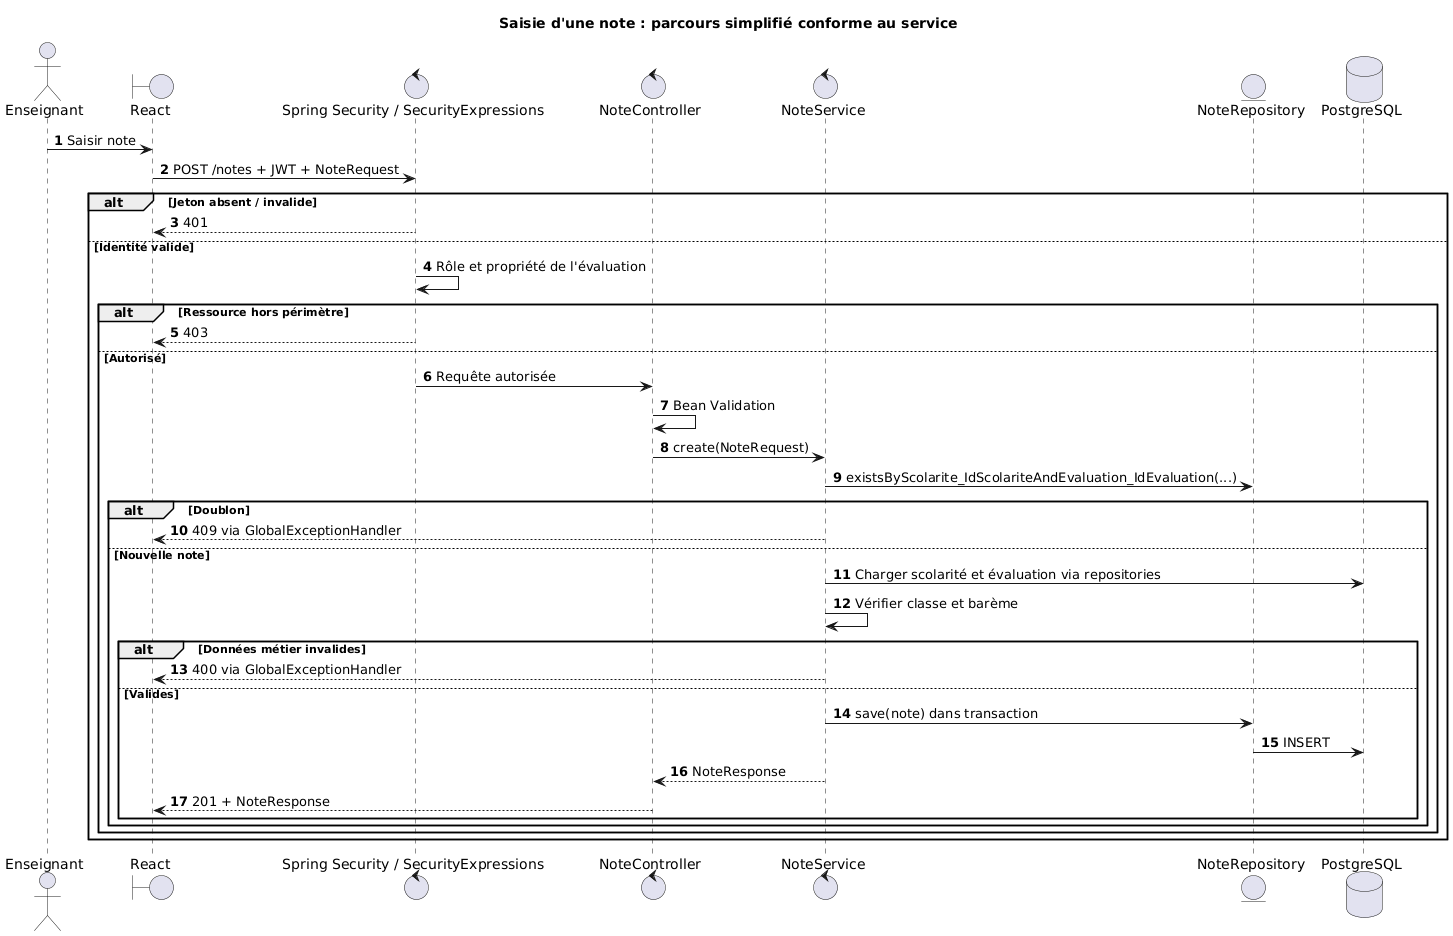 Saisie d'une note : parcours simplifié conforme au service
Enseignant
React
Spring Security / SecurityExpressions
NoteController
NoteService
NoteRepository
PostgreSQL
1 Saisir note
2 POST /notes + JWT + NoteRequest
alt [Jeton absent / invalide]
3 401
[Identité valide]
4 Rôle et propriété de l'évaluation
alt [Ressource hors périmètre]
5 403
[Autorisé]
6 Requête autorisée
7 Bean Validation
8 create(NoteRequest)
9 existsByScolarite_IdScolariteAndEvaluation_IdEvaluation(...)
alt [Doublon]
10 409 via GlobalExceptionHandler
[Nouvelle note]
11 Charger scolarité et évaluation via repositories
12 Vérifier classe et barème
alt [Données métier invalides]
13 400 via GlobalExceptionHandler
[Valides]
14 save(note) dans transaction
15 INSERT
16 NoteResponse
17 201 + NoteResponse
Enseignant
React
Spring Security / SecurityExpressions
NoteController
NoteService
NoteRepository
PostgreSQL